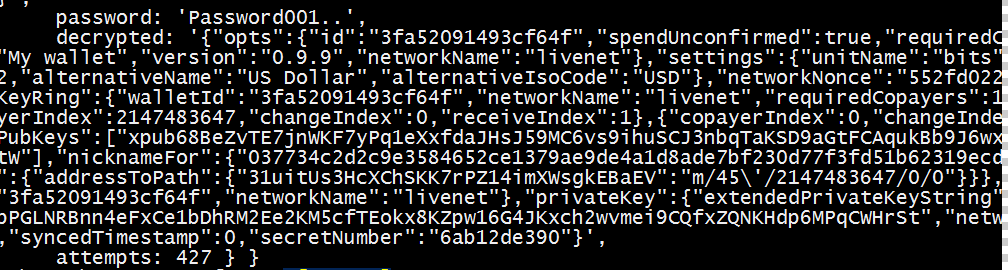 password: 'Password001..',
decrypted: '{"opts":{"id":"3fa52091493cf64f","spendUnconfirmed":true,"requiredC
"My wallet","version":"0.9.9","networkName":"livenet"},"settings":{"unitName":"bits
2,"alternativeName":"US Dollar","alternativeIsoCode":"USD"},"networkNonce":"552fd022
KeyRing":{"walletId":"3fa52091493cf64f","networkName":"livenet","requiredCopayers":1
yerIndex":2147483647,"changeIndex":0,"receiveIndex":1},{"copayerIndex":0,"changeInde
PubKeys":["xpub68BeZvTE7jnWKF7yPq1eXxfdaJHsJ59MC6vs9ihuSCJ3nbqTaKSD9aGtFCAqukBb9J6wx
tW"],"nicknameFor":{"037734c2d2c9e3584652ce1379ae9de4a1d8ade7bf230d77f3fd51b62319ecd
":{"addressToPath":{"31uitUs3HcXChSKK7rPZ14imXWsgkEBaEV":"m/45\'/2147483647/0/0"}}},
"3fa52091493cf64f","networkName":"livenet"},"privateKey":{"extendedPrivateKeyString"
pPGLNRBnn4eFxCe1bDhRM2Ee2KM5cfTEokx8KZpw16G4JKxch2wvmei9CQfxZQNKHdp6MPqCWHrSt","netw
,"syncedTimestamp":0,"secretNumber":"6ab12de390"}',
attempts: 427 } }